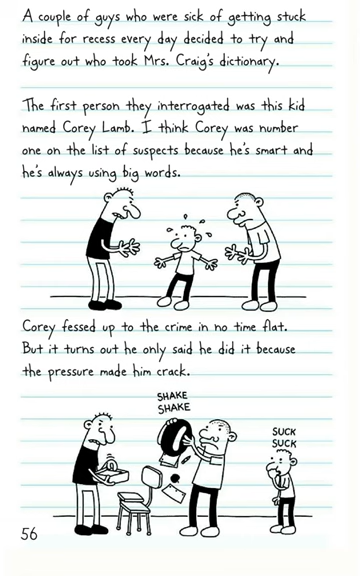 A couple of guys who were sick of getting stuck
inside for recess every day decided to try and
figure out who took Mrs. Craig's dictionary.
The first person they interrogated was this kid
named Corey Lamb. I think Corey was number
one on the list of suspects because he's smart and
he's always using big words.
Corey fessed up to the crime in no time flat.
But it turns out he only said he did it because
the pressure made him crack.
SHAKE
SHAKE
SUCK
SUCK
56